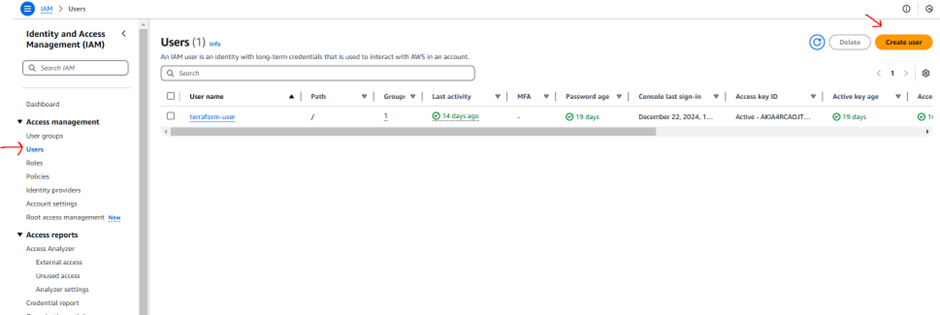 IAM > Users
Identity and Access Management (IAM)
Search IAM
Dashboard
Access management
User groups
Users
Roles
Policies
Identity providers
Account settings
Root access management New
Access reports
Access Analyzer
External access
Unused access
Analyzer settings
Credential report
Users (1) Info
Delete
Create user
An IAM user is an identity with long-term credentials that is used to interact with AWS in an account.
Search
1
User name Path Groups Last activity MFA Password age Console last sign-in Access key ID Active key age Acce
terraform-user / 1 14 days ago - 19 days December 22, 2024, 1... Active - AKIA4RCAOJT... 19 days